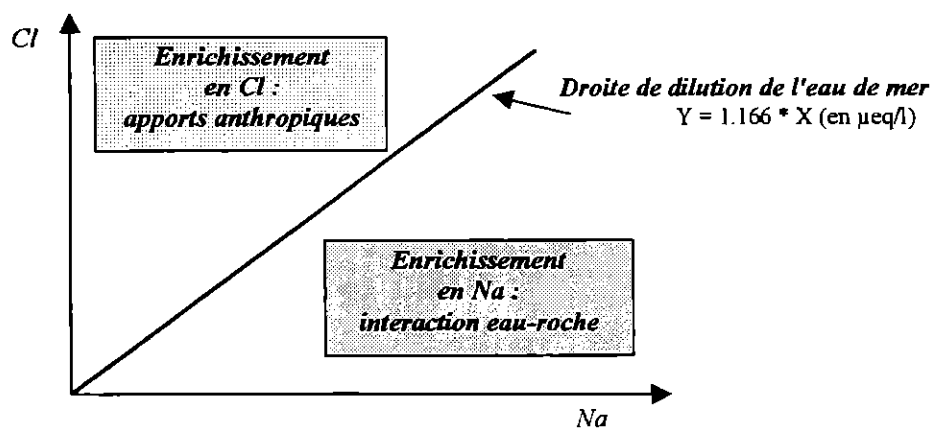 Cl
Enrichissement
en Cl :
apports anthropiques
Droite de dilution de l'eau de mer
Y = 1.166 * X (en µeq/l)
Enrichissement
en Na :
interaction eau-roche
Na